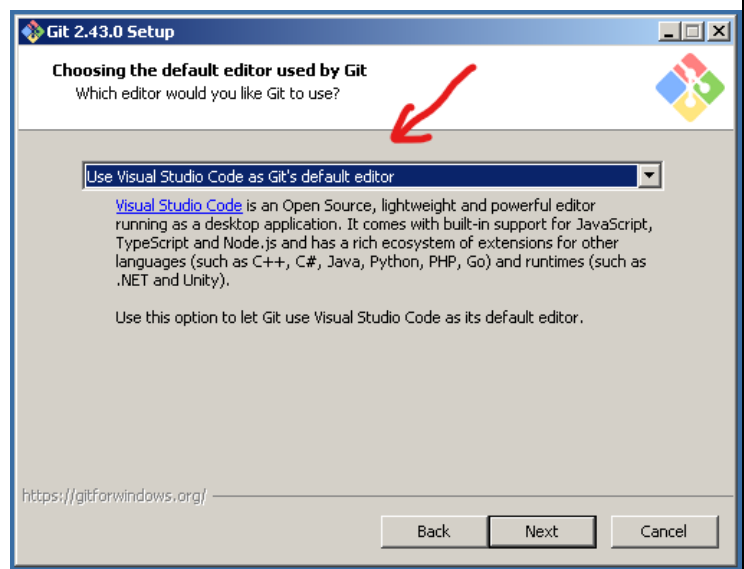 Git 2.43.0 Setup
Choosing the default editor used by Git
Which editor would you like Git to use?
Use Visual Studio Code as Git's default editor
Visual Studio Code is an Open Source, lightweight and powerful editor
running as a desktop application. It comes with built-in support for JavaScript,
TypeScript and Node.js and has a rich ecosystem of extensions for other
languages (such as C++, C#, Java, Python, PHP, Go) and runtimes (such as
.NET and Unity).
Use this option to let Git use Visual Studio Code as its default editor.
https://gitforwindows.org/
Back Next Cancel